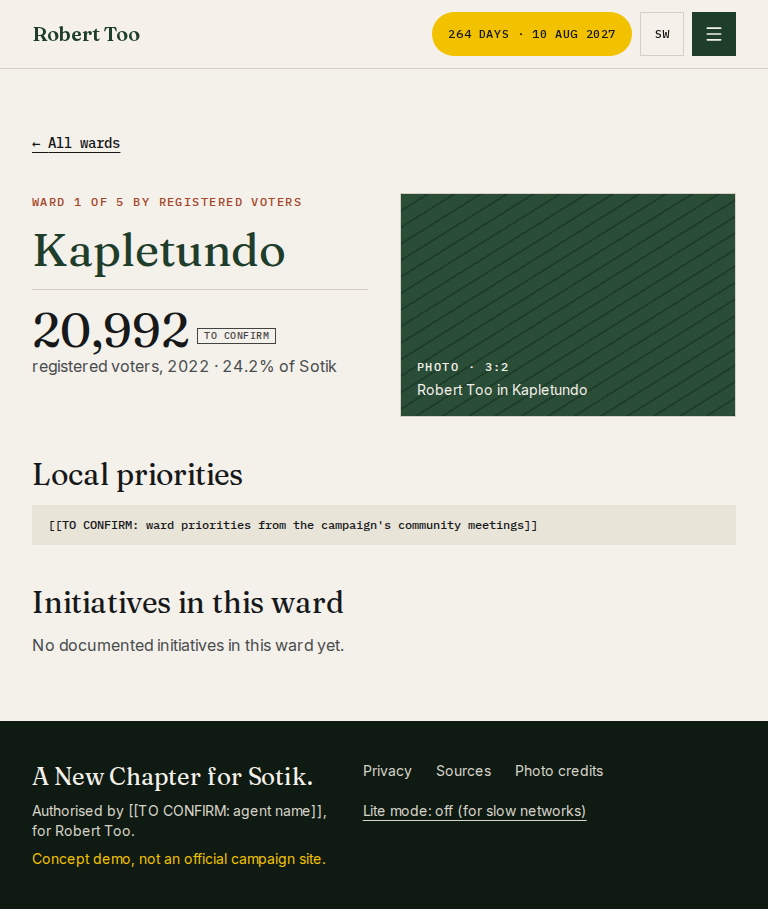 Robert Too
264 DAYS · 10 AUG 2027
SW
← All wards
WARD 1 OF 5 BY REGISTERED VOTERS
Kapletundo
20,992 TO CONFIRM
registered voters, 2022 · 24.2% of Sotik
PHOTO · 3:2
Robert Too in Kapletundo
Local priorities
[[TO CONFIRM: ward priorities from the campaign's community meetings]]
Initiatives in this ward
No documented initiatives in this ward yet.
A New Chapter for Sotik.
Authorised by [[TO CONFIRM: agent name]],
for Robert Too.
Concept demo, not an official campaign site.
Privacy Sources Photo credits
Lite mode: off (for slow networks)